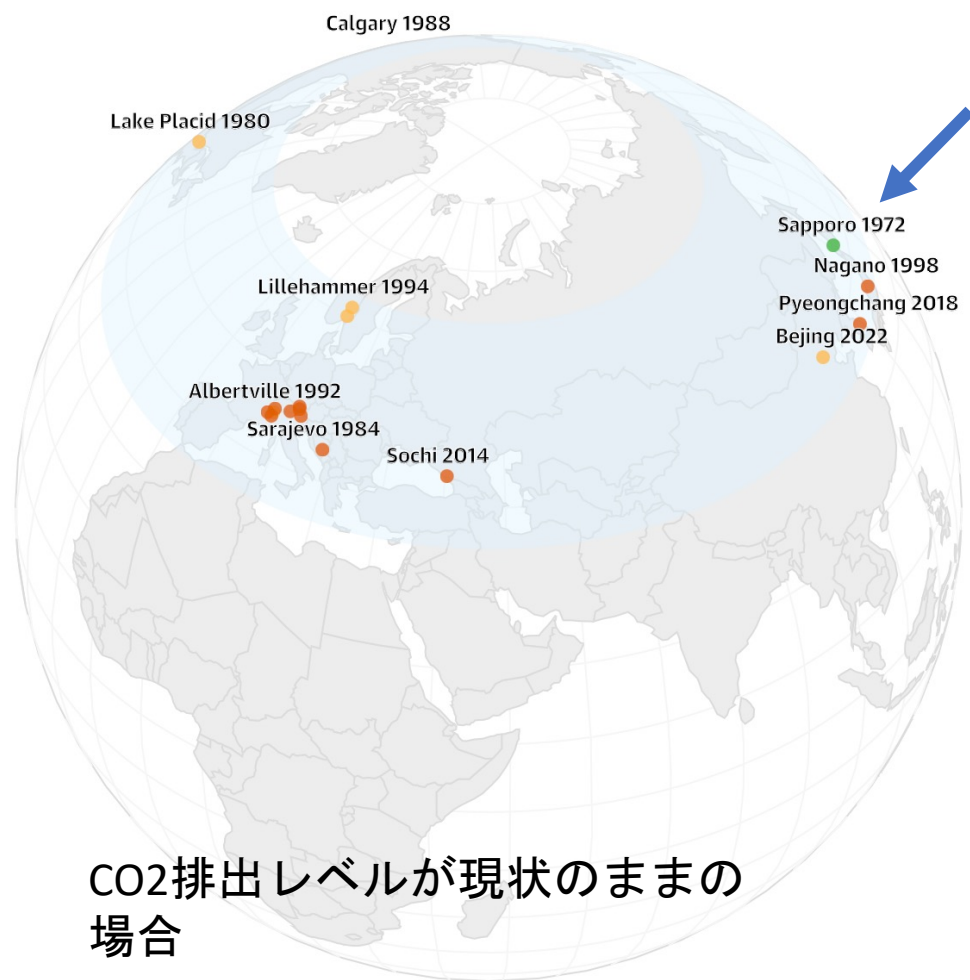 Calgary 1988
Lake Placid 1980
Sapporo 1972
Nagano 1998
Lillehammer 1994
Pyeongchang 2018
Bejing 2022
Albertville 1992
Sarajevo 1984
Sochi 2014
CO2排出レベルが現状のままの
場合